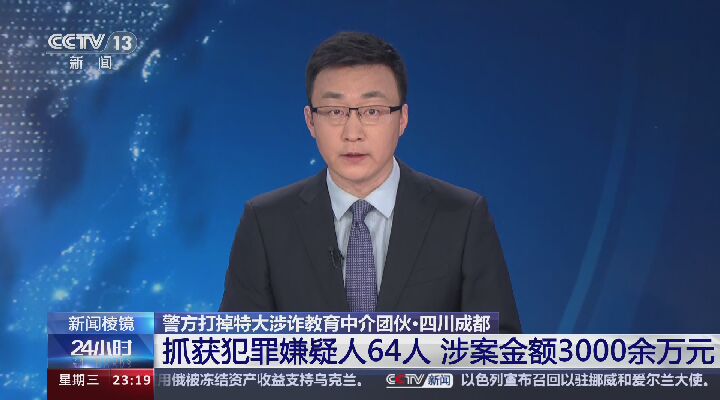 CCTV 13
新闻
新闻棱镜
24小时
警方打掉特大涉诈教育中介团伙·四川成都
抓获犯罪嫌疑人64人 涉案金额3000余万元
星期三 23:19
用俄被冻结资产收益支持乌克兰。 CCTV新闻 以色列宣布召回以驻挪威和爱尔兰大使。